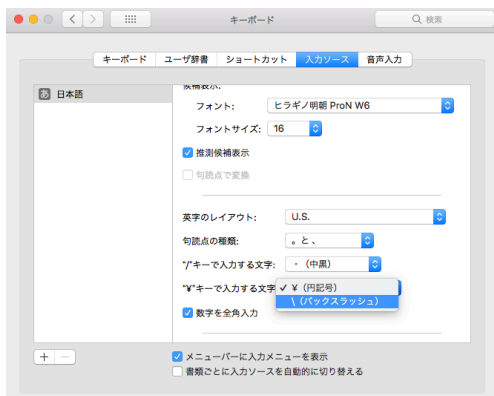 キーボード
検索
キーボード ユーザ辞書 ショートカット 入力ソース 音声入力
あ 日本語
候補表示:
フォント: ヒラギノ明朝 ProN W6
フォントサイズ: 16
推測候補表示
句読点で変換
英字のレイアウト: U.S.
句読点の種類: 。と、
"/"キーで入力する文字: ・（中黒）
"¥"キーで入力する文字 ✓ ¥（円記号）
\（バックスラッシュ）
数字を全角入力
+ −
メニューバーに入力メニューを表示
書類ごとに入力ソースを自動的に切り替える